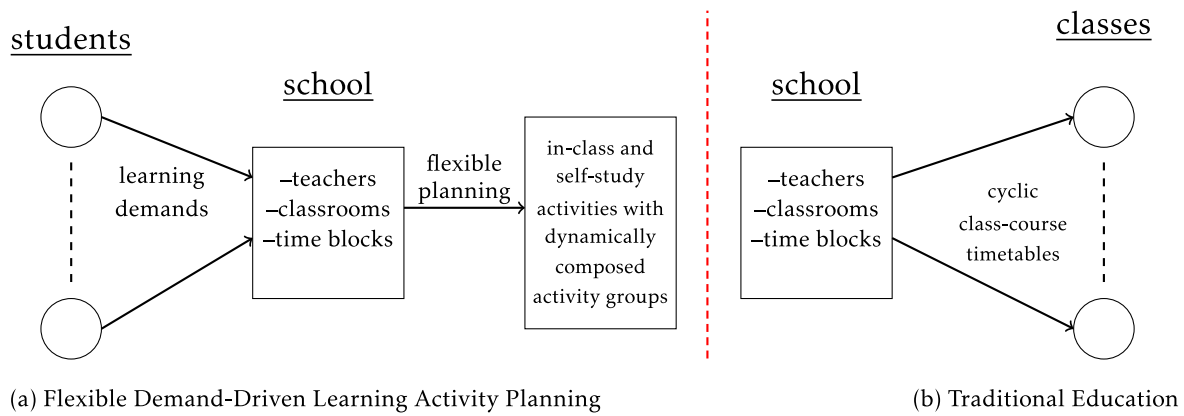 students
school
learning
demands
–teachers
–classrooms
–time blocks
flexible
planning
in-class and
self-study
activities with
dynamically
composed
activity groups
(a) Flexible Demand-Driven Learning Activity Planning
classes
school
–teachers
–classrooms
–time blocks
cyclic
class-course
timetables
(b) Traditional Education